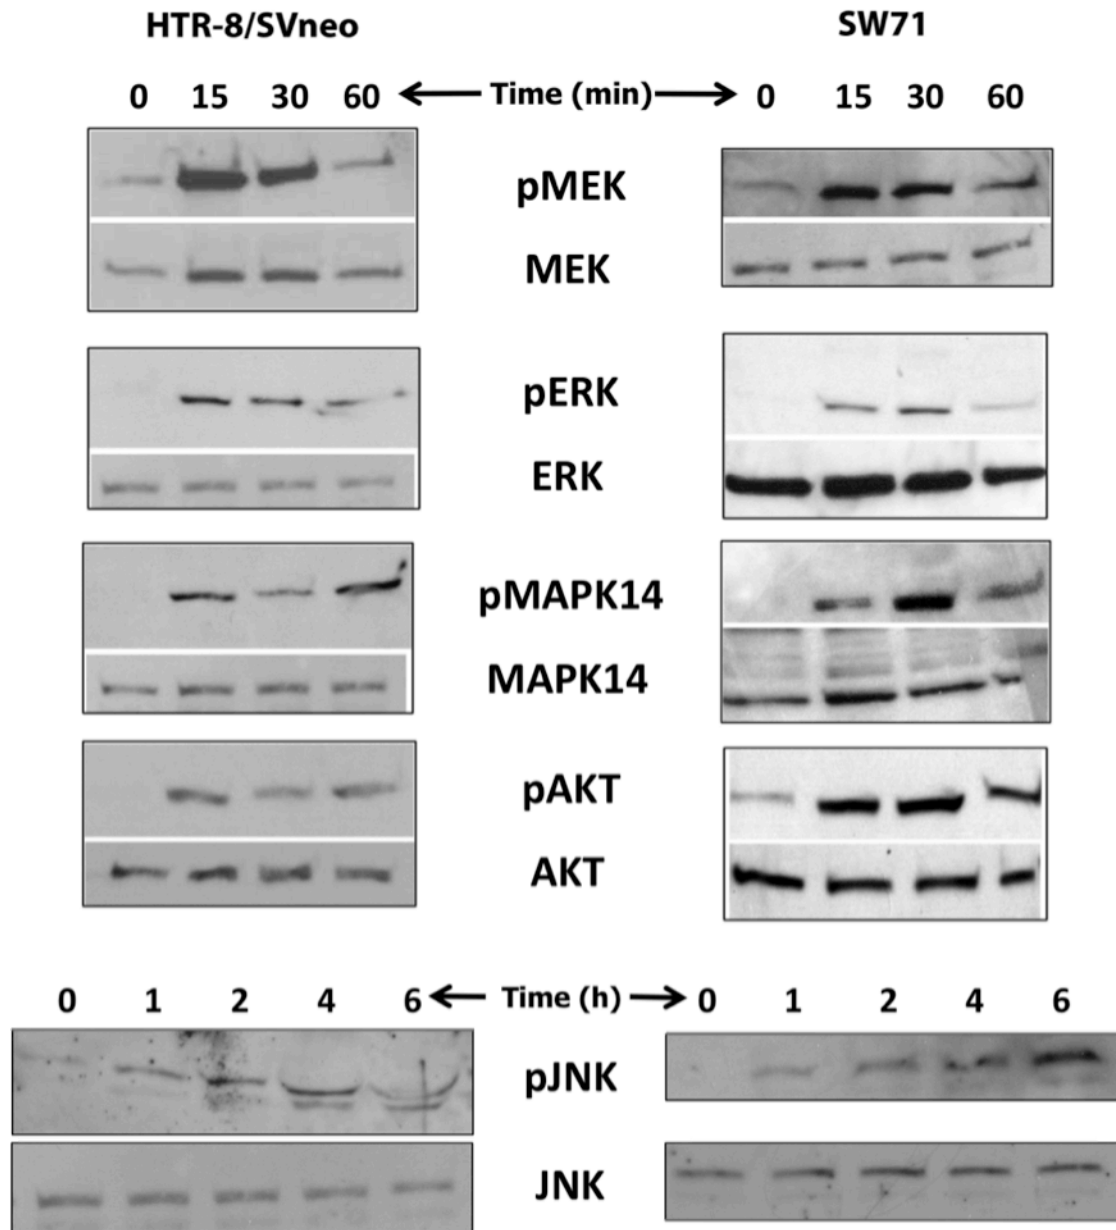 HTR-8/SVneo SW71
0 15 30 60 Time (min) 0 15 30 60
pMEK
MEK
pERK
ERK
pMAPK14
MAPK14
pAKT
AKT
0 1 2 4 6 Time (h) 0 1 2 4 6
pJNK
JNK